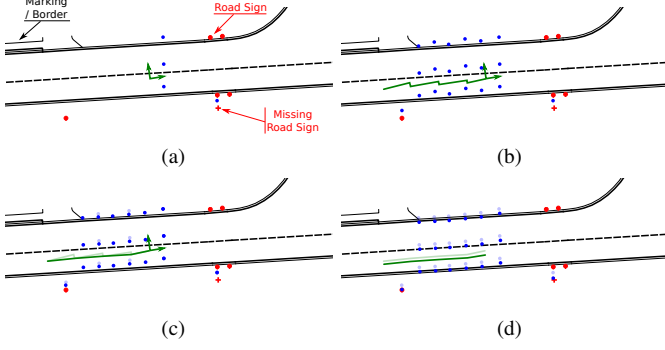 Marking
/ Border
Road Sign
Missing
Road Sign
(a)
(b)
(c)
(d)